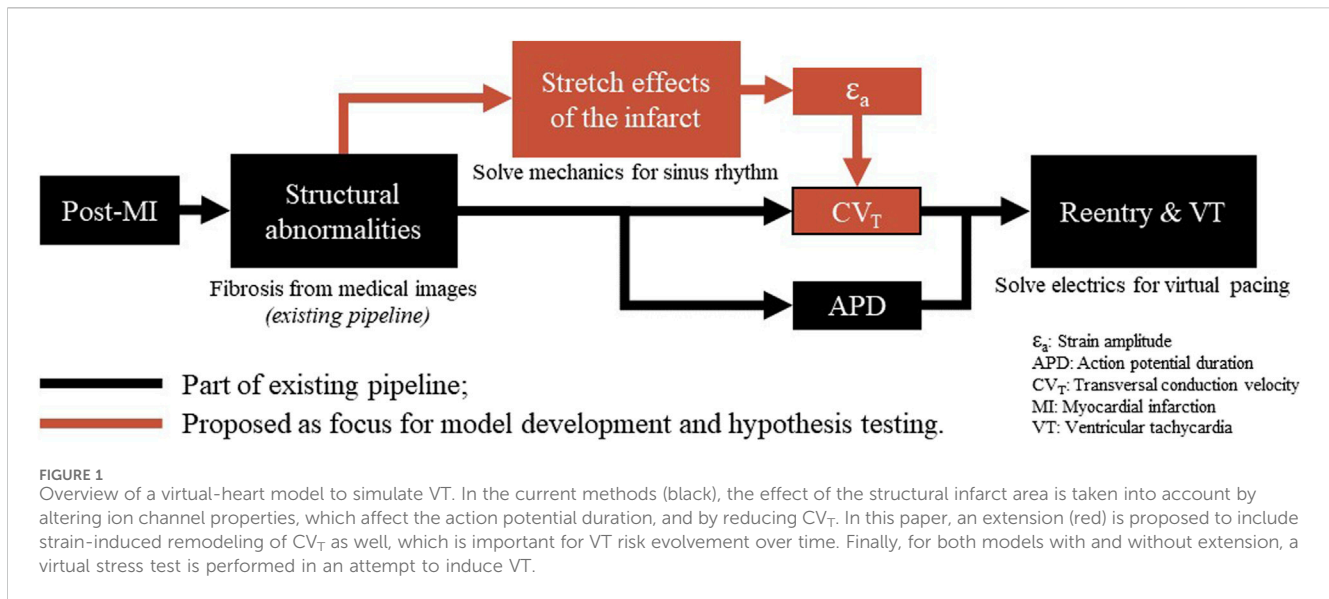 Stretch effects
of the infarct
εa
Solve mechanics for sinus rhythm
Post-MI
Structural
abnormalities
CVT
Reentry & VT
Fibrosis from medical images
(existing pipeline)
APD
Solve electrics for virtual pacing
εa: Strain amplitude
APD: Action potential duration
CVT: Transversal conduction velocity
MI: Myocardial infarction
VT: Ventricular tachycardia
Part of existing pipeline;
Proposed as focus for model development and hypothesis testing.
FIGURE 1
Overview of a virtual-heart model to simulate VT. In the current methods (black), the effect of the structural infarct area is taken into account by
altering ion channel properties, which affect the action potential duration, and by reducing CVT. In this paper, an extension (red) is proposed to include
strain-induced remodeling of CVT as well, which is important for VT risk evolvement over time. Finally, for both models with and without extension, a
virtual stress test is performed in an attempt to induce VT.